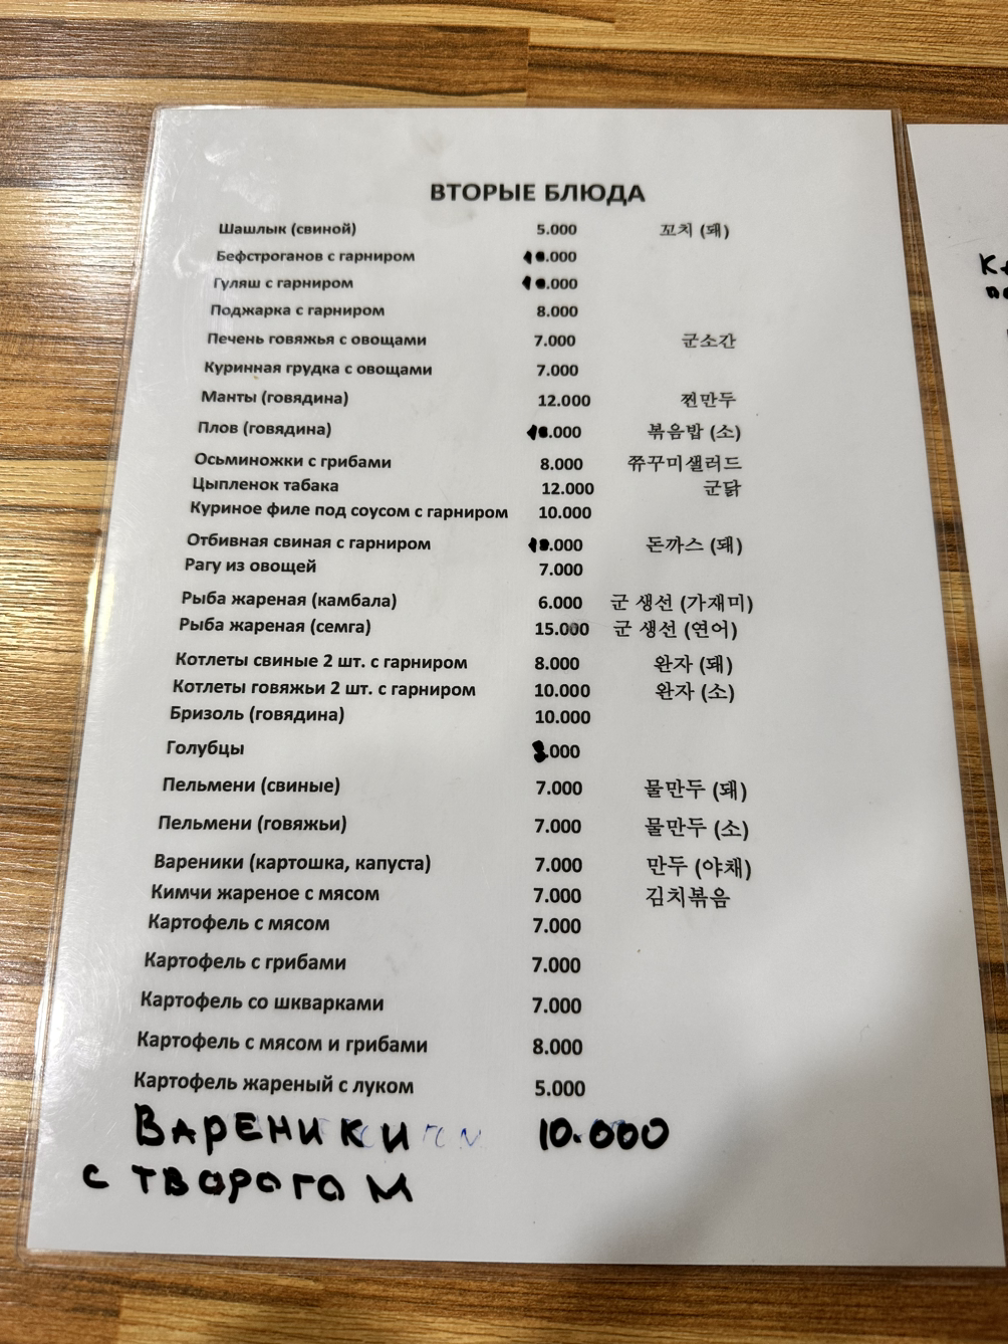 ВТОРЫЕ БЛЮДА
Шашлык (свиной) 5.000 꼬치 (돼)
Бефстроганов с гарниром 10.000
Гуляш с гарниром 10.000
Поджарка с гарниром 8.000
Печень говяжья с овощами 7.000 군소간
Куринная грудка с овощами 7.000
Манты (говядина) 12.000 찐만두
Плов (говядина) 10.000 볶음밥 (소)
Осьминожки с грибами 8.000 쮸꾸미샐러드
Цыпленок табака 12.000 군닭
Куриное филе под соусом с гарниром 10.000
Отбивная свиная с гарниром .000 돈까스 (돼)
Рагу из овощей 7.000
Рыба жареная (камбала) 6.000 군 생선 (가재미)
Рыба жареная (семга) 15.000 군 생선 (연어)
Котлеты свиные 2 шт. с гарниром 8.000 완자 (돼)
Котлеты говяжьи 2 шт. с гарниром 10.000 완자 (소)
Бризоль (говядина) 10.000
Голубцы .000
Пельмени (свиные) 7.000 물만두 (돼)
Пельмени (говяжьи) 7.000 물만두 (소)
Вареники (картошка, капуста) 7.000 만두 (야채)
Кимчи жареное с мясом 7.000 김치볶음
Картофель с мясом 7.000
Картофель с грибами 7.000
Картофель со шкварками 7.000
Картофель с мясом и грибами 8.000
Картофель жареный с луком 5.000
ВАРЕНИКИ 10.000
с творогом